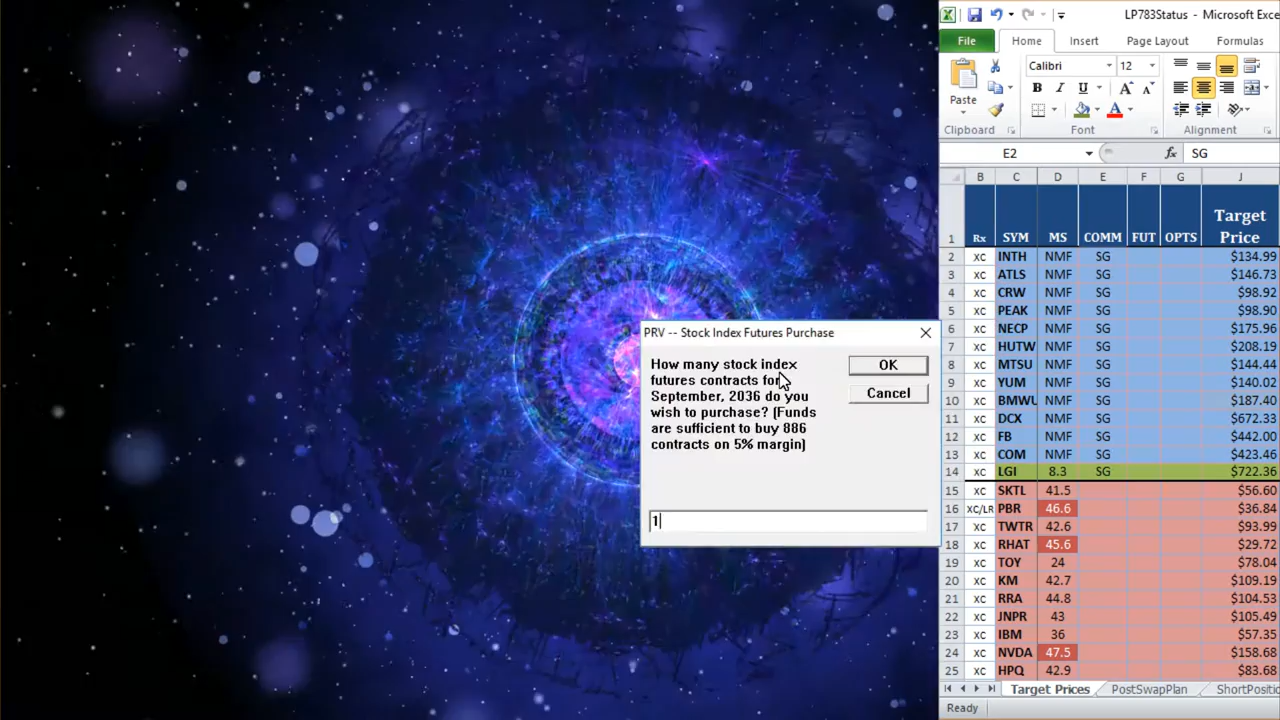 LP783Status - Microsoft Exce
File Home Insert Page Layout Formulas
Paste
Calibri 12
B I U A A
A
Clipboard Font Alignment
E2 fx SG
B C D E F G J
1 Rx SYM MS COMM FUT OPTS Target Price
2 XC INTH NMF SG $134.99
3 XC ATLS NMF SG $146.73
4 XC CRW NMF SG $98.92
5 XC PEAK NMF SG $98.90
6 XC NECP NMF SG $175.96
7 XC HUTW NMF SG $208.19
8 XC MTSU NMF SG $144.44
9 XC YUM NMF SG $140.02
10 XC BMWU NMF SG $187.40
11 XC DCX NMF SG $672.33
12 XC FB NMF SG $442.00
13 XC COM NMF SG $423.46
14 XC LGI 8.3 SG $722.36
15 XC SKTL 41.5 $56.60
16 XC/LR PBR 46.6 $36.84
17 XC TWTR 42.6 $93.99
18 XC RHAT 45.6 $29.72
19 XC TOY 24 $78.04
20 XC KM 42.7 $109.19
21 XC RRA 44.8 $104.53
22 XC JNPR 43 $105.49
23 XC IBM 36 $57.35
24 XC NVDA 47.5 $158.68
25 XC HPQ 42.9 $83.68
Target Prices PostSwapPlan ShortPositio
Ready
PRV -- Stock Index Futures Purchase
How many stock index
futures contracts for
September, 2036 do you
wish to purchase? (Funds
are sufficient to buy 886
contracts on 5% margin)
OK
Cancel
1